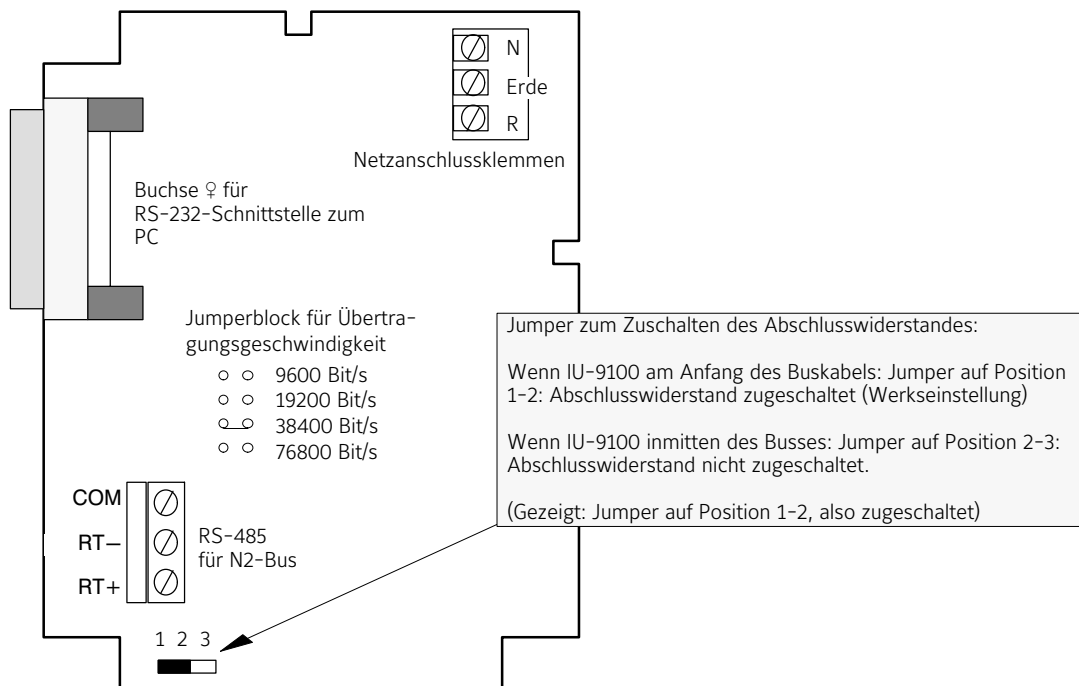 N
Erde
R
Netzanschlussklemmen
Buchse ♀ für
RS-232-Schnittstelle zum
PC
Jumperblock für Übertra-
gungsgeschwindigkeit
9600 Bit/s
19200 Bit/s
38400 Bit/s
76800 Bit/s
Jumper zum Zuschalten des Abschlusswiderstandes:
Wenn IU-9100 am Anfang des Buskabels: Jumper auf Position
1-2: Abschlusswiderstand zugeschaltet (Werkseinstellung)
Wenn IU-9100 inmitten des Busses: Jumper auf Position 2-3:
Abschlusswiderstand nicht zugeschaltet.
(Gezeigt: Jumper auf Position 1-2, also zugeschaltet)
COM
RT−
RT+
RS-485
für N2-Bus
1 2 3